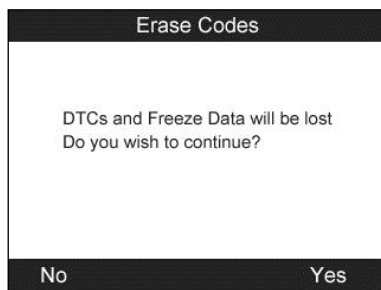 Erase Codes
DTCs and Freeze Data will be lost
Do you wish to continue?
No Yes